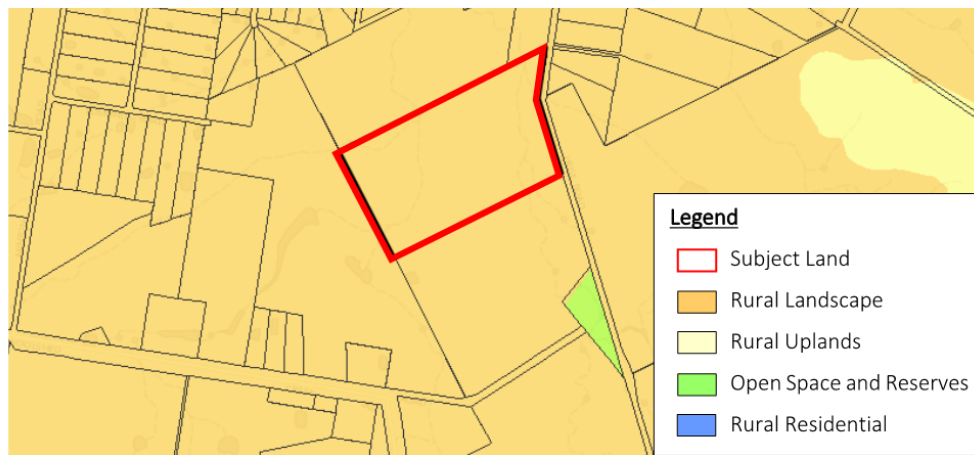 Legend
Subject Land
Rural Landscape
Rural Uplands
Open Space and Reserves
Rural Residential